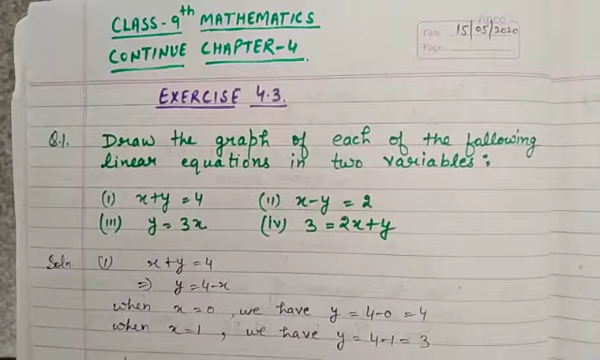 CLASS-9th MATHEMATICS
CONTINUE CHAPTER-4.
Date 15/05/2020
Page
EXERCISE 4.3.
Q.1. Draw the graph of each of the following
linear equations in two variables:
(i) x+y=4 (ii) x-y=2
(iii) y=3x (iv) 3=2x+y
Soln (i) x+y=4
⇒ y=4-x
when x=0, we have y=4-0=4
when x=1, we have y=4-1=3